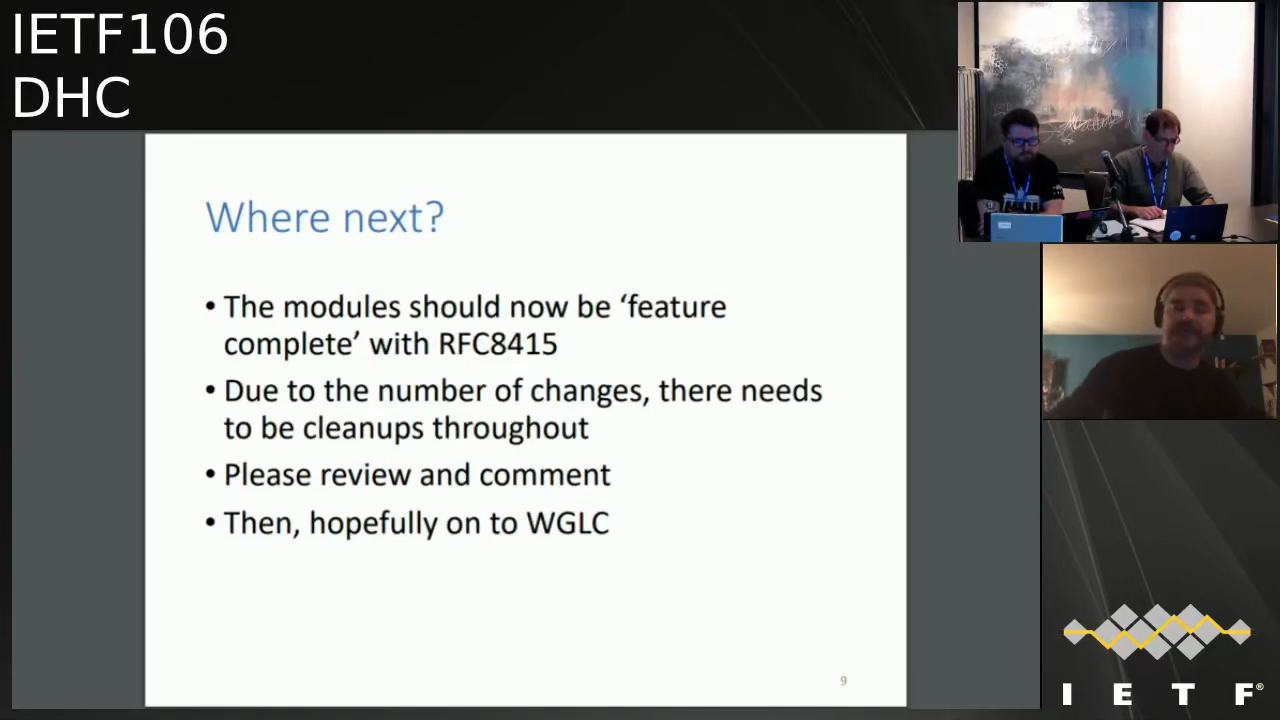 IETF106
DHC
Where next?
• The modules should now be ‘feature
complete’ with RFC8415
• Due to the number of changes, there needs
to be cleanups throughout
• Please review and comment
• Then, hopefully on to WGLC
9
I E T F®